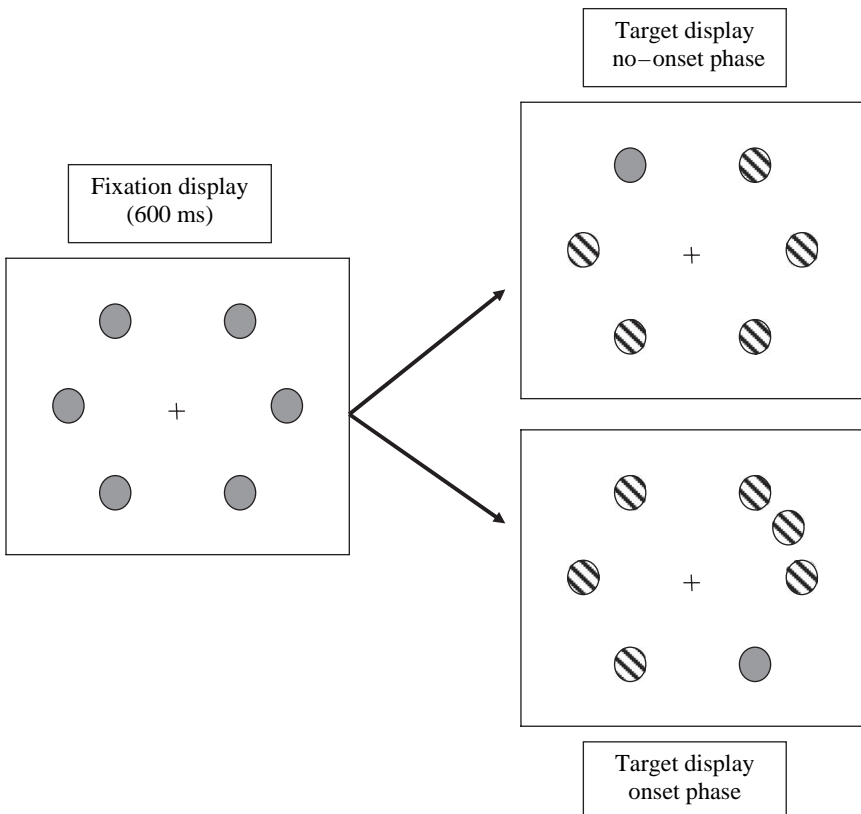 Target display
no–onset phase
Fixation display
(600 ms)
Target display
onset phase